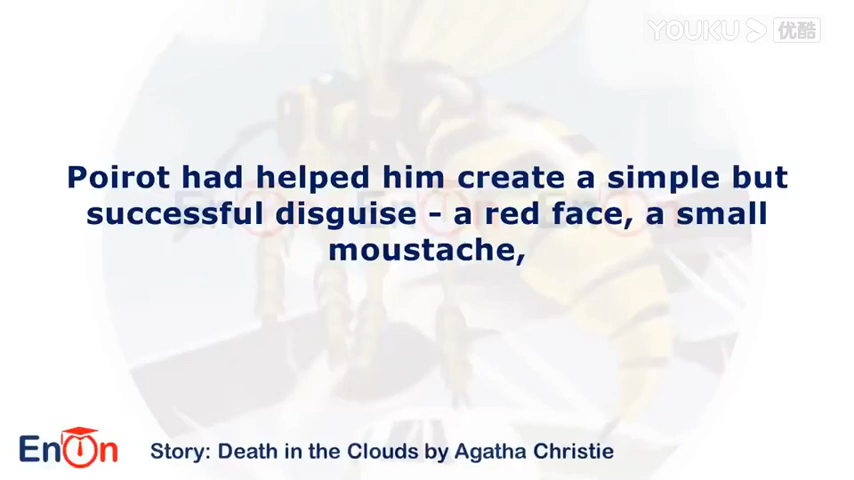 YOUKU 优酷
Poirot had helped him create a simple but
successful disguise - a red face, a small
moustache,
EnOn
Story: Death in the Clouds by Agatha Christie